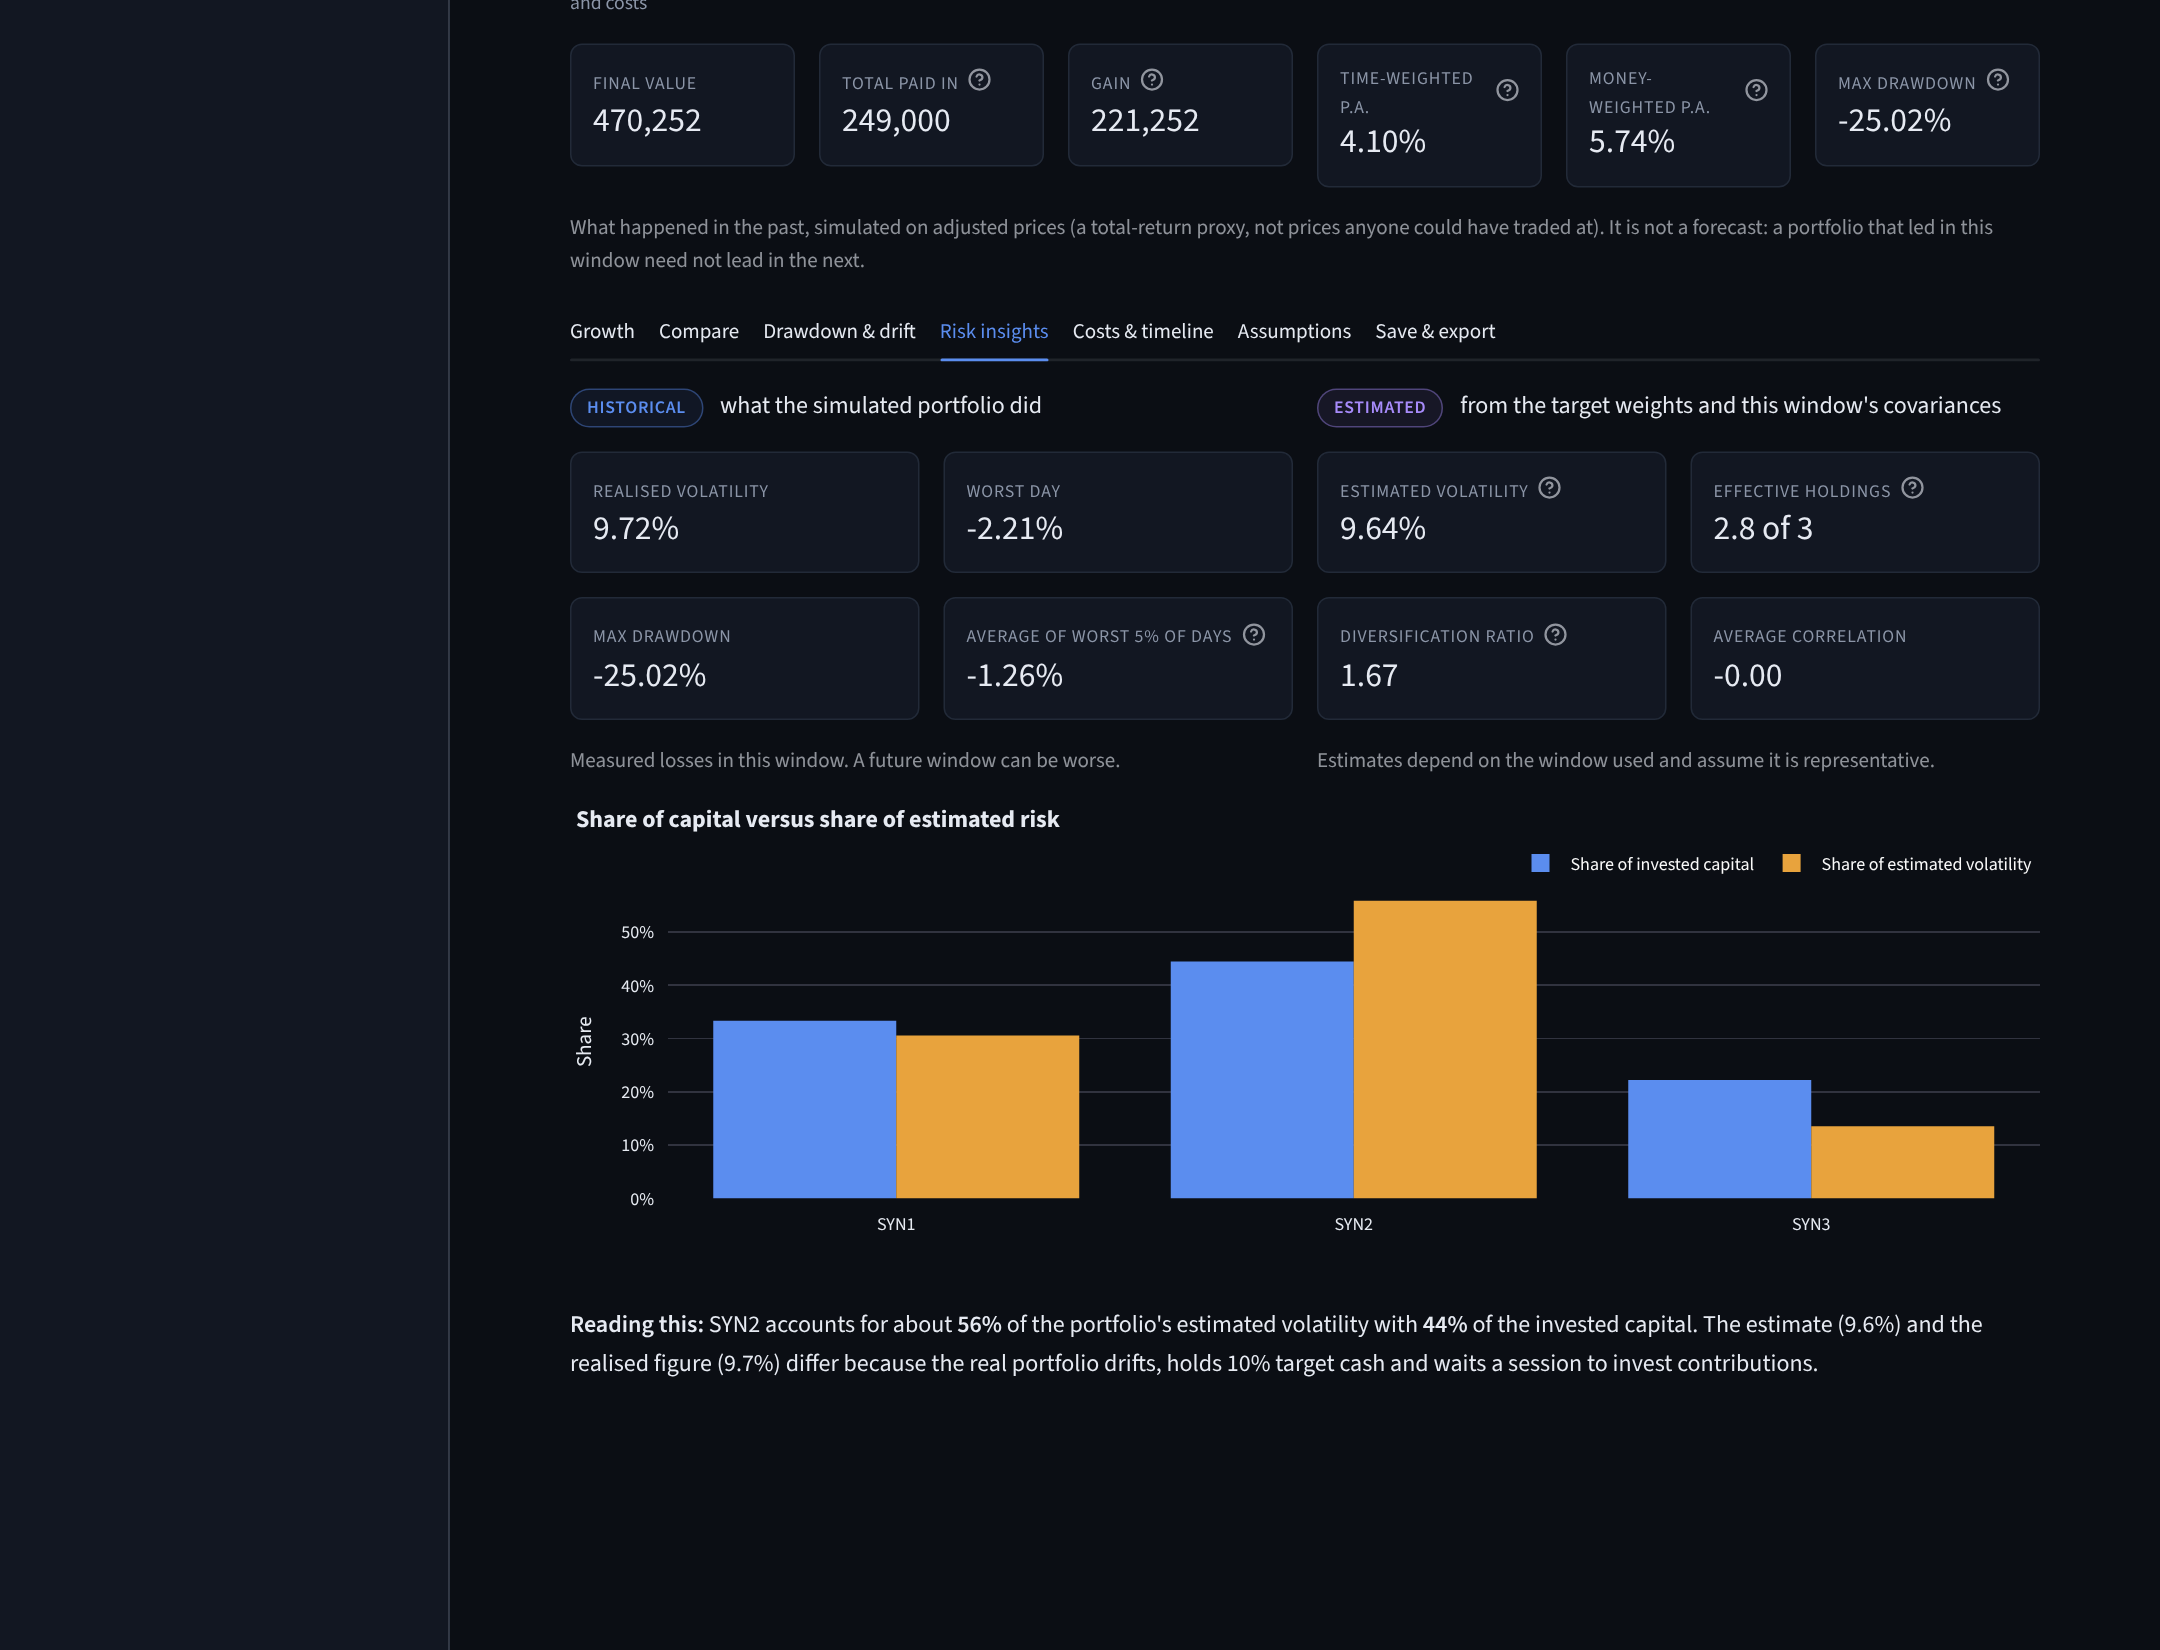 and costs
FINAL VALUE
470,252
TOTAL PAID IN
249,000
GAIN
221,252
TIME-WEIGHTED
P.A.
4.10%
MONEY-
WEIGHTED P.A.
5.74%
MAX DRAWDOWN
-25.02%
What happened in the past, simulated on adjusted prices (a total-return proxy, not prices anyone could have traded at). It is not a forecast: a portfolio that led in this
window need not lead in the next.
Growth Compare Drawdown & drift Risk insights Costs & timeline Assumptions Save & export
HISTORICAL what the simulated portfolio did
ESTIMATED from the target weights and this window's covariances
REALISED VOLATILITY
9.72%
WORST DAY
-2.21%
ESTIMATED VOLATILITY
9.64%
EFFECTIVE HOLDINGS
2.8 of 3
MAX DRAWDOWN
-25.02%
AVERAGE OF WORST 5% OF DAYS
-1.26%
DIVERSIFICATION RATIO
1.67
AVERAGE CORRELATION
-0.00
Measured losses in this window. A future window can be worse.
Estimates depend on the window used and assume it is representative.
Share of capital versus share of estimated risk
Share of invested capital
Share of estimated volatility
Share
50%
40%
30%
20%
10%
0%
SYN1
SYN2
SYN3
Reading this: SYN2 accounts for about 56% of the portfolio's estimated volatility with 44% of the invested capital. The estimate (9.6%) and the
realised figure (9.7%) differ because the real portfolio drifts, holds 10% target cash and waits a session to invest contributions.